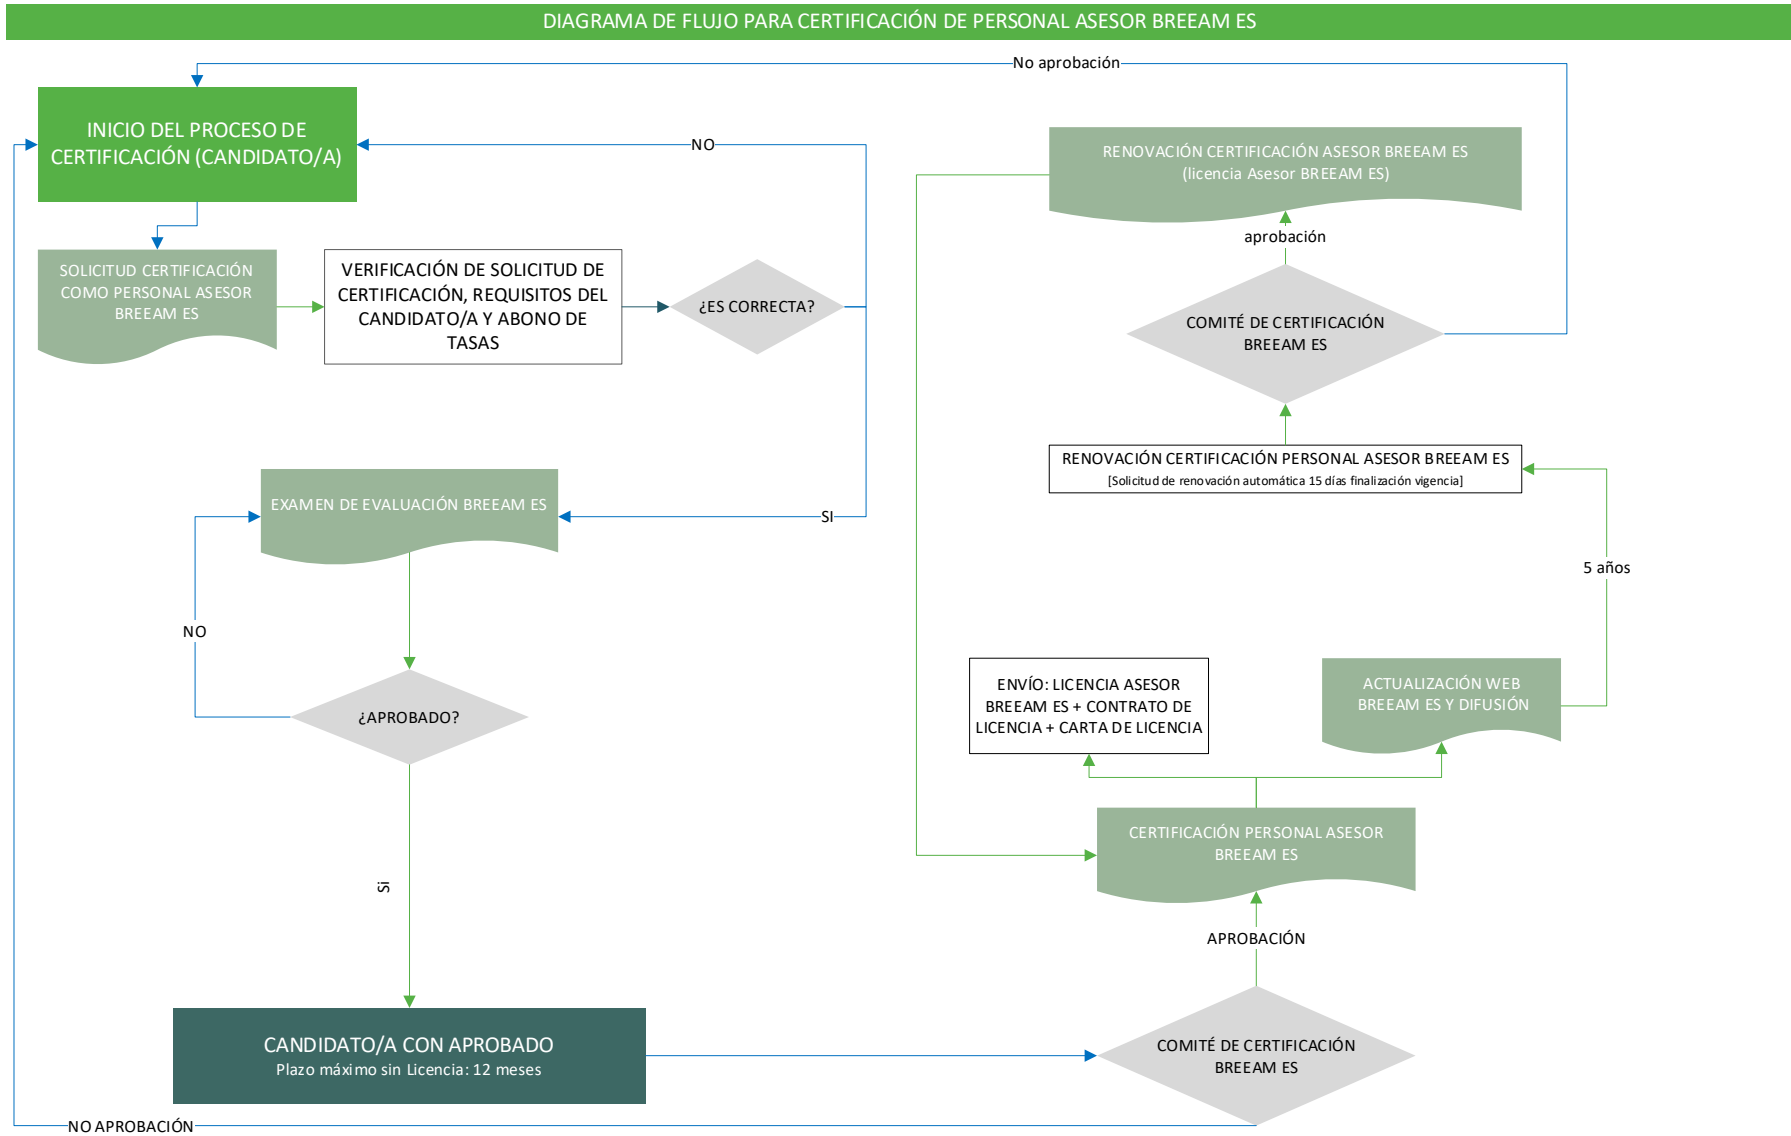 DIAGRAMA DE FLUJO PARA CERTIFICACIÓN DE PERSONAL ASESOR BREEAM ES
No aprobación
INICIO DEL PROCESO DE
CERTIFICACIÓN (CANDIDATO/A)
NO
SOLICITUD CERTIFICACIÓN
COMO PERSONAL ASESOR
BREEAM ES
VERIFICACIÓN DE SOLICITUD DE
CERTIFICACIÓN, REQUISITOS DEL
CANDIDATO/A Y ABONO DE
TASAS
¿ES CORRECTA?
EXAMEN DE EVALUACIÓN BREEAM ES
SI
NO
¿APROBADO?
Si
CANDIDATO/A CON APROBADO
Plazo máximo sin Licencia: 12 meses
NO APROBACIÓN
RENOVACIÓN CERTIFICACIÓN ASESOR BREEAM ES
(licencia Asesor BREEAM ES)
aprobación
COMITÉ DE CERTIFICACIÓN
BREEAM ES
RENOVACIÓN CERTIFICACIÓN PERSONAL ASESOR BREEAM ES
[Solicitud de renovación automática 15 días finalización vigencia]
5 años
ENVÍO: LICENCIA ASESOR
BREEAM ES + CONTRATO DE
LICENCIA + CARTA DE LICENCIA
ACTUALIZACIÓN WEB
BREEAM ES Y DIFUSIÓN
CERTIFICACIÓN PERSONAL ASESOR
BREEAM ES
APROBACIÓN
COMITÉ DE CERTIFICACIÓN
BREEAM ES